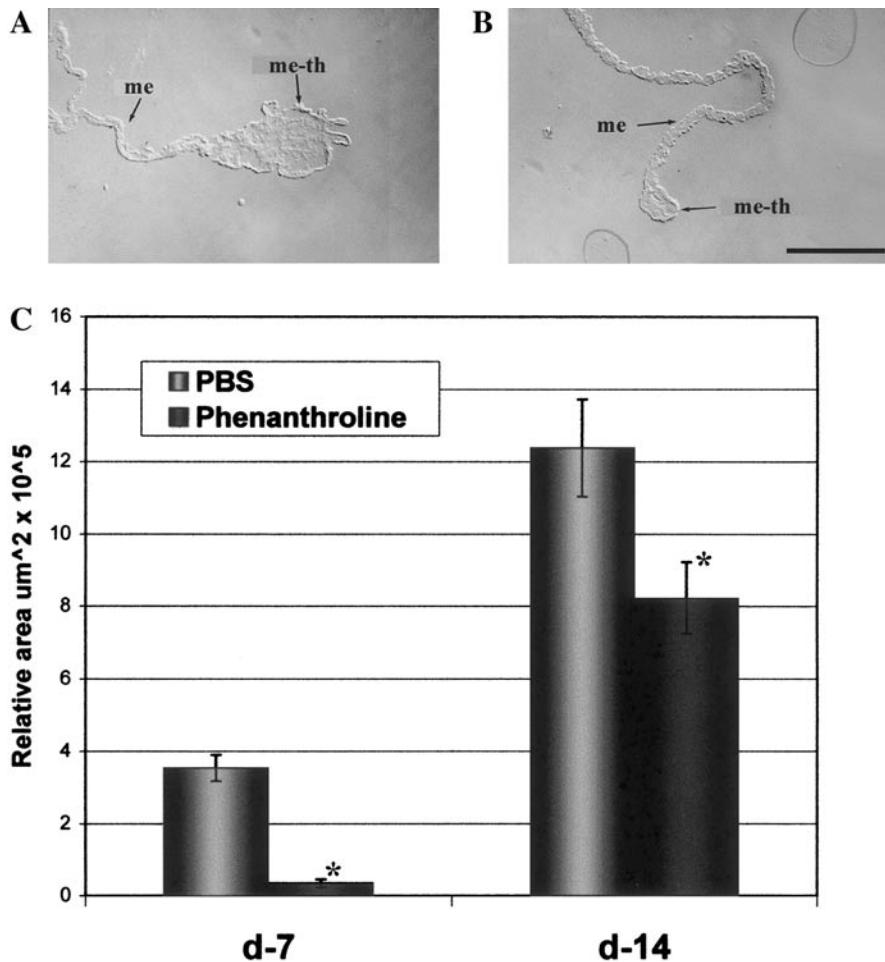 A
B
me
me-th
me
me-th
C
16
14
12
10
8
6
4
2
0
Relative area um^2 x 10^5
PBS
Phenanthroline
*
*
d-7
d-14